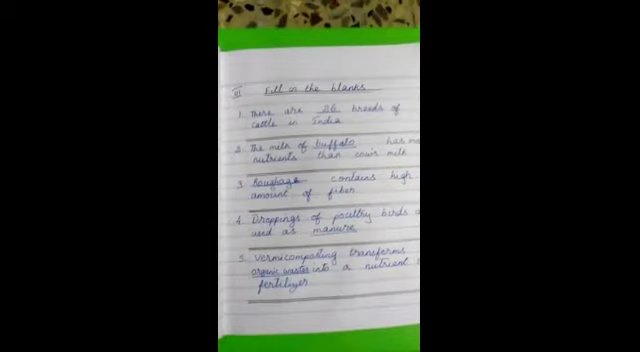 III Fill in the blanks
1. There are 26 breeds of
cattle in India
2. The milk of buffalo has mo
nutrients than cow's milk
3. Roughage contains high
amount of fiber
4. Droppings of poultry birds a
used as manure
5. Vermicomposting transforms
organic wastes into a nutrient
fertilizer